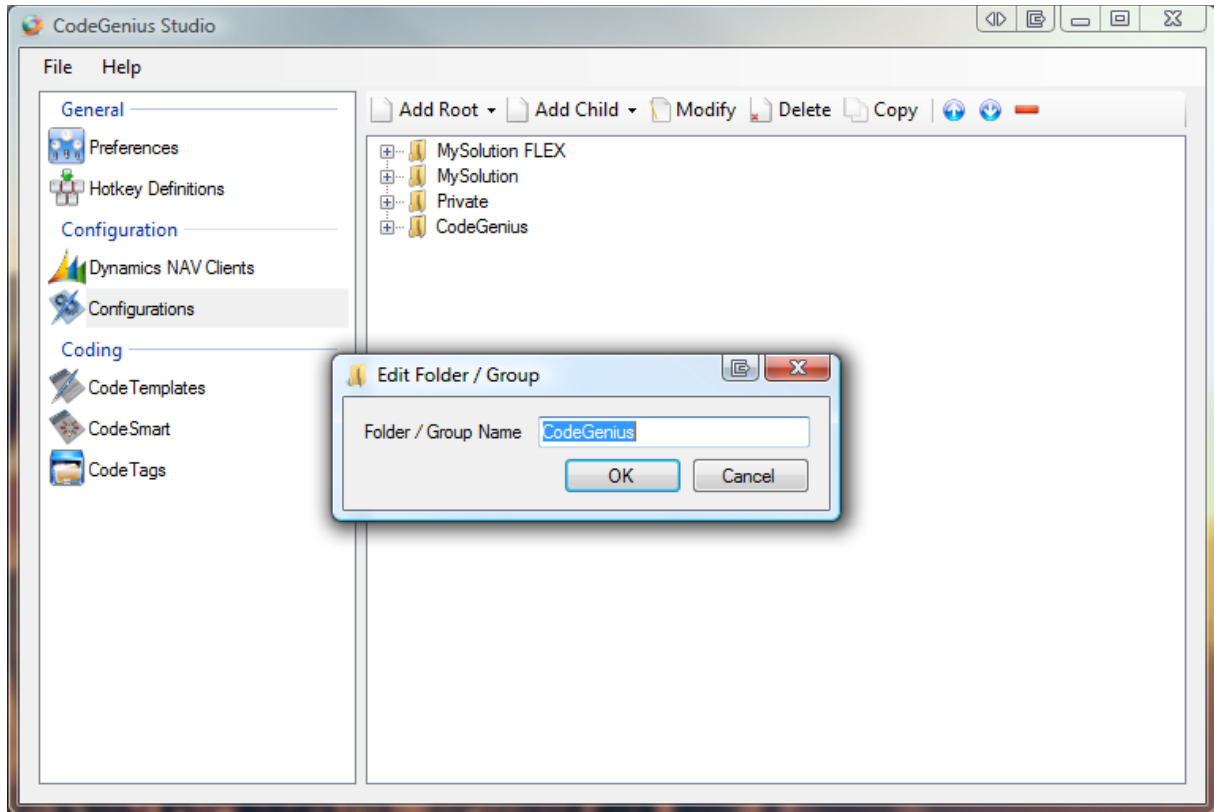 CodeGenius Studio
File Help
General
Preferences
Hotkey Definitions
Configuration
Dynamics NAV Clients
Configurations
Coding
CodeTemplates
CodeSmart
CodeTags
Add Root Add Child Modify Delete Copy
MySolution FLEX
MySolution
Private
CodeGenius
Edit Folder / Group
Folder / Group Name CodeGenius
OK Cancel